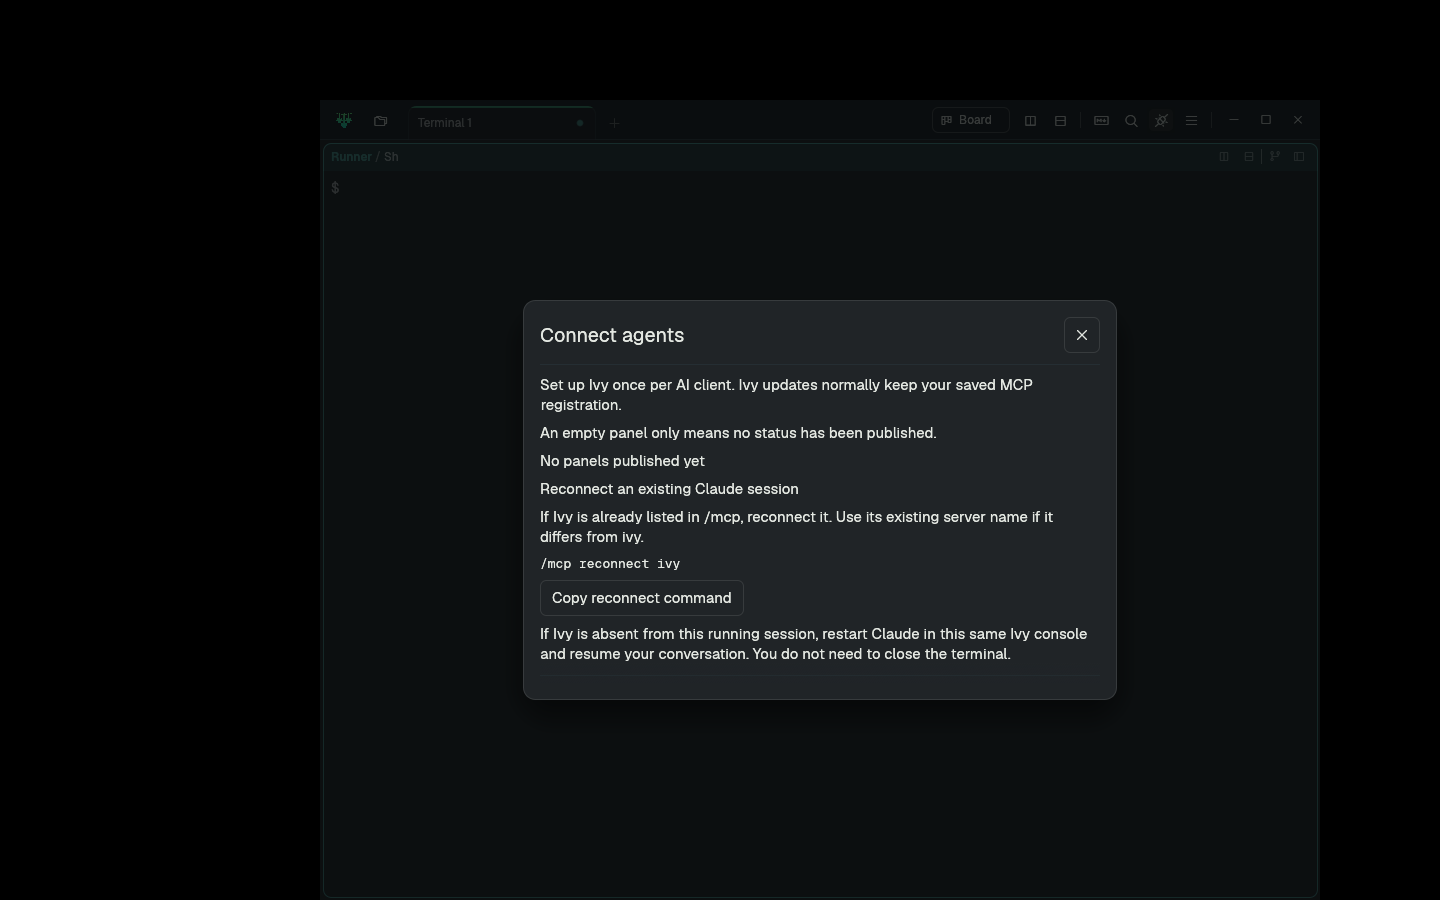 Terminal 1
Board
Runner / Sh
$
Connect agents
Set up Ivy once per AI client. Ivy updates normally keep your saved MCP
registration.
An empty panel only means no status has been published.
No panels published yet
Reconnect an existing Claude session
If Ivy is already listed in /mcp, reconnect it. Use its existing server name if it
differs from ivy.
/mcp reconnect ivy
Copy reconnect command
If Ivy is absent from this running session, restart Claude in this same Ivy console
and resume your conversation. You do not need to close the terminal.